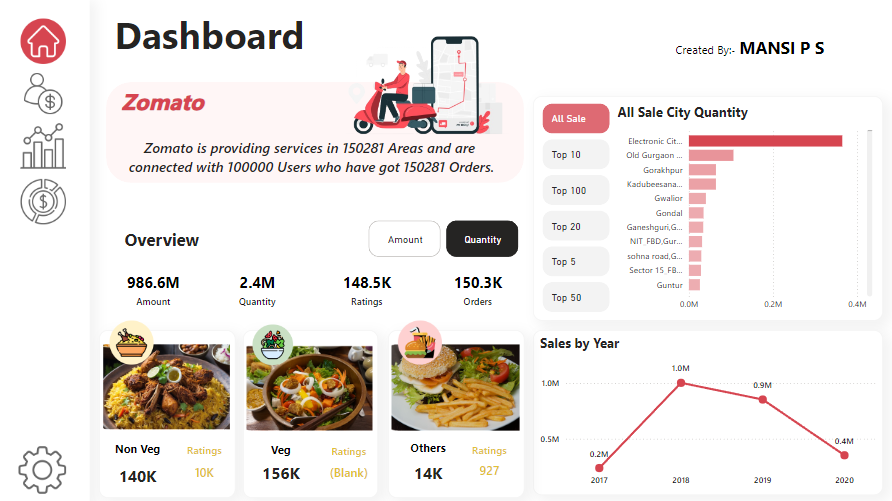 Dashboard
Created By:- MANSI P S
Zomato
Zomato is providing services in 150281 Areas and are
connected with 100000 Users who have got 150281 Orders.
Overview
Amount
Quantity
986.6M
Amount
2.4M
Quantity
148.5K
Ratings
150.3K
Orders
Non Veg
Ratings
140K
10K
Veg
Ratings
156K
(Blank)
Others
Ratings
14K
927
All Sale
Top 10
Top 100
Top 20
Top 5
Top 50
All Sale City Quantity
Electronic Cit...
Old Gurgaon ...
Gorakhpur
Kadubeesana...
Gwalior
Gondal
Ganeshguri,G...
NIT_FBD,Gur...
sohna road,G...
Sector 15_FB...
Guntur
0.0M
0.2M
0.4M
Sales by Year
1.0M
0.5M
0.2M
1.0M
0.9M
0.4M
2017
2018
2019
2020